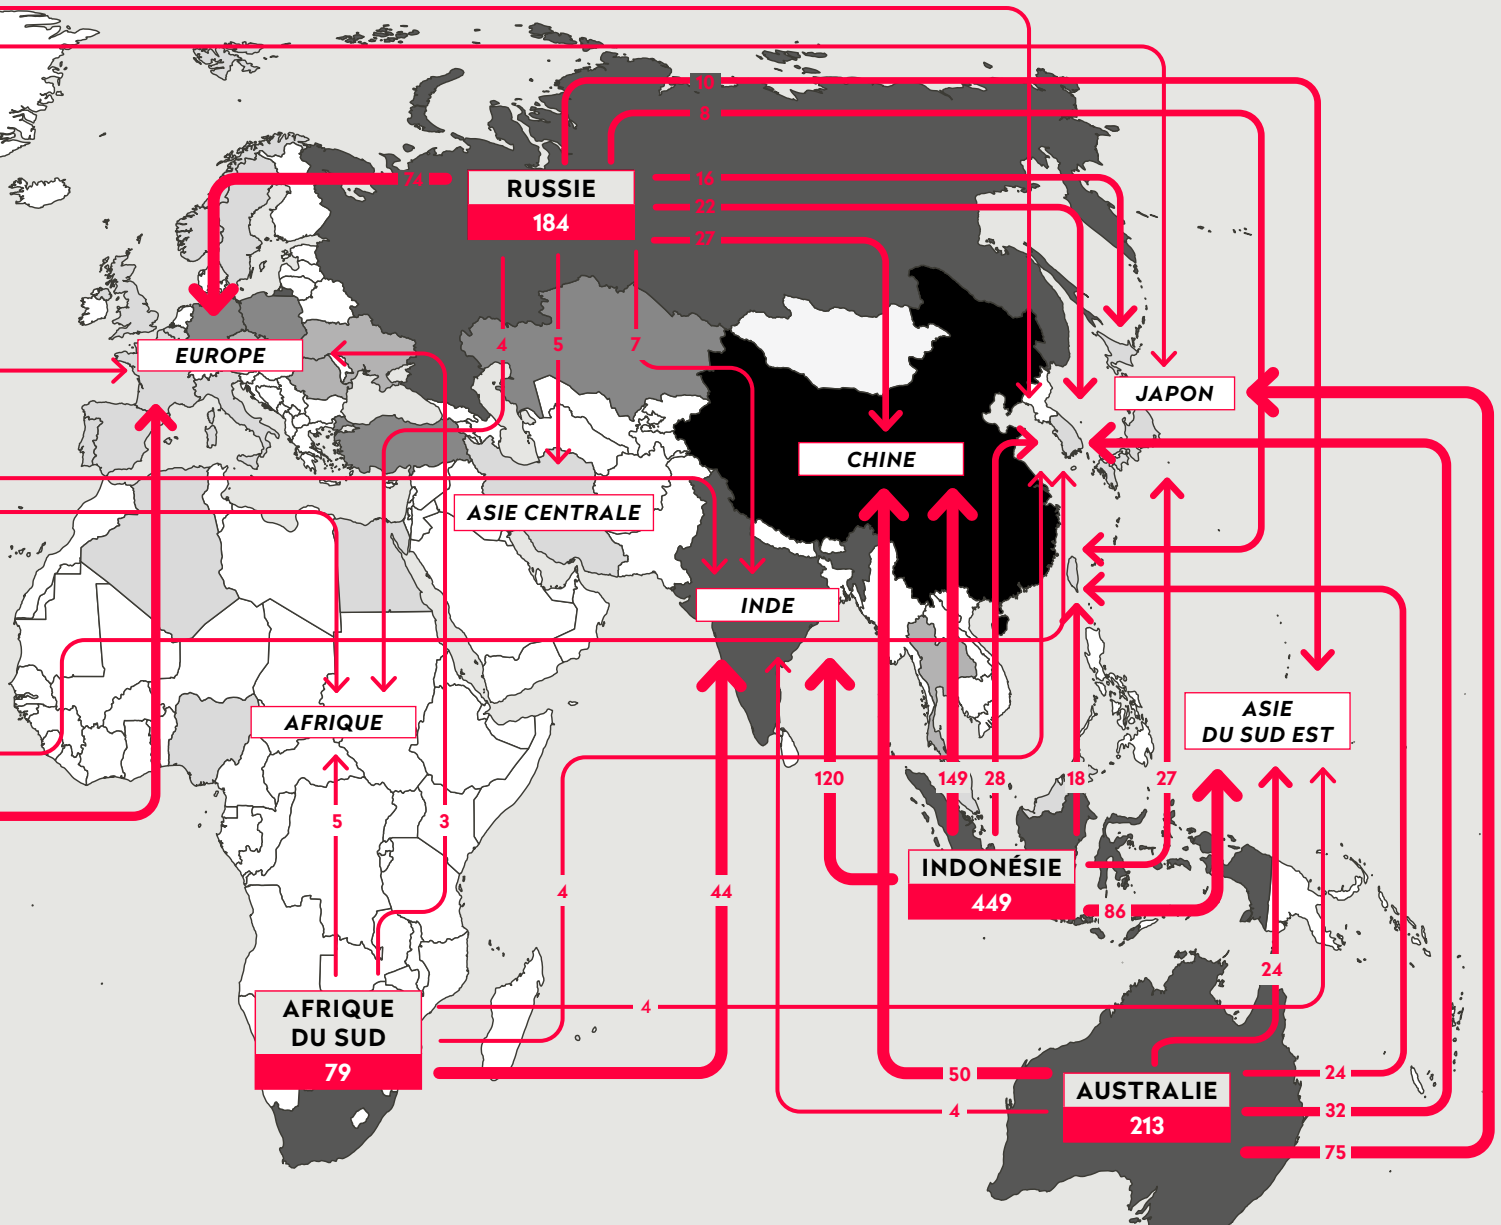 10
8
74
RUSSIE
184
16
22
27
4
5
7
EUROPE
JAPON
CHINE
ASIE CENTRALE
INDE
AFRIQUE
ASIE
DU SUD EST
120
149
28
18
27
5
3
INDONÉSIE
449
4
44
86
24
AFRIQUE
DU SUD
79
4
50
4
AUSTRALIE
213
24
32
75